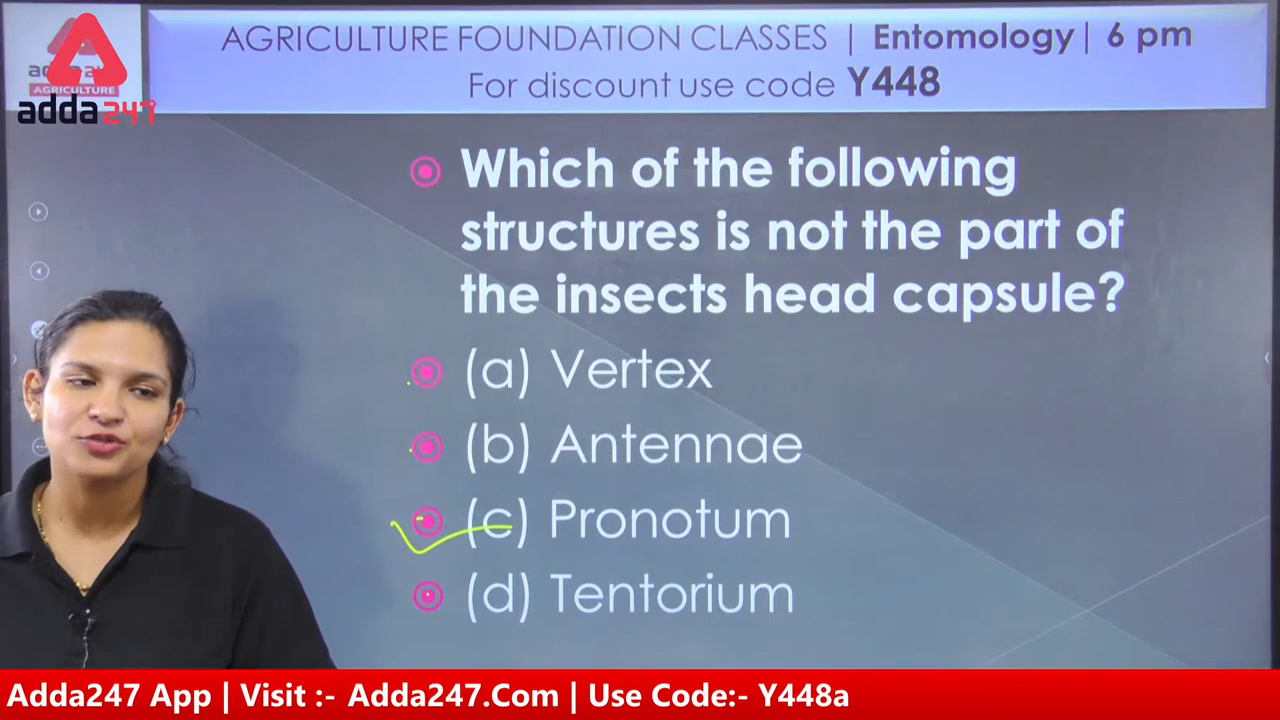 AGRICULTURE FOUNDATION CLASSES | Entomology| 6 pm
For discount use code Y448
AGRICULTURE
adda247
Which of the following
structures is not the part of
the insects head capsule?
(a) Vertex
(b) Antennae
(c) Pronotum
(d) Tentorium
Adda247 App | Visit :- Adda247.Com | Use Code:- Y448a